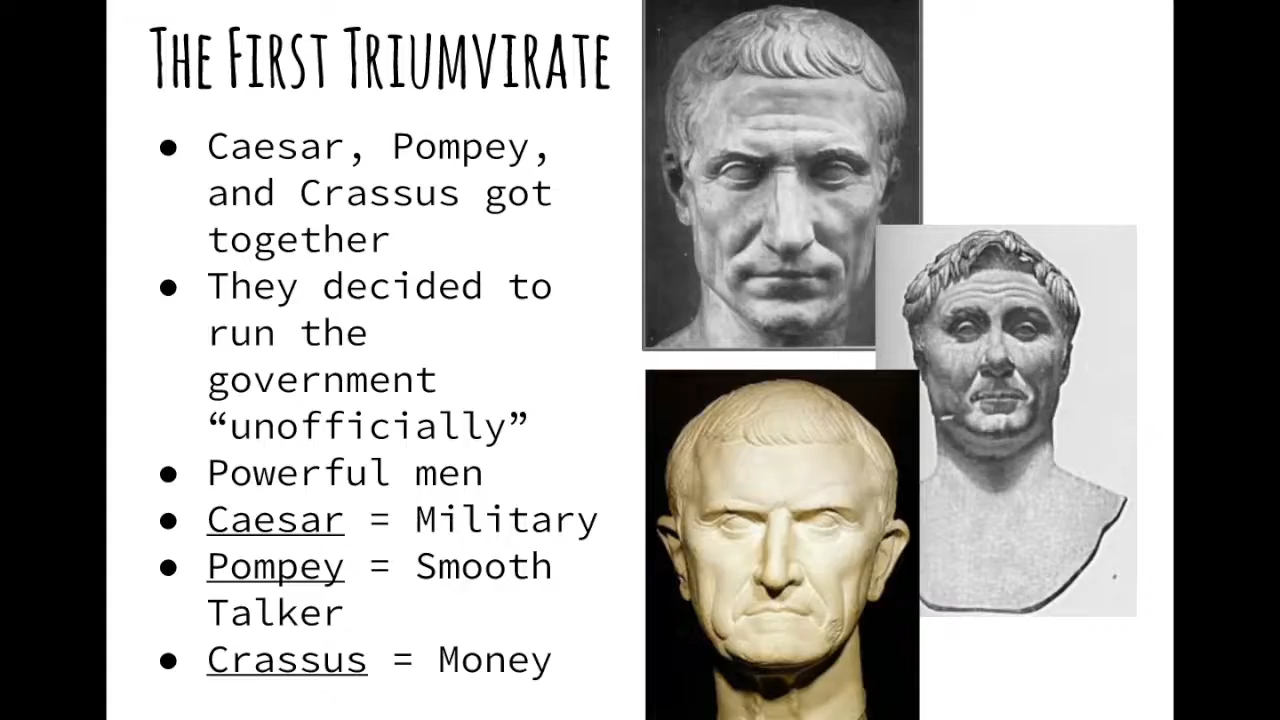 THE FIRST TRIUMVIRATE
● Caesar, Pompey,
and Crassus got
together
● They decided to
run the
government
“unofficially”
● Powerful men
● Caesar = Military
● Pompey = Smooth
Talker
● Crassus = Money